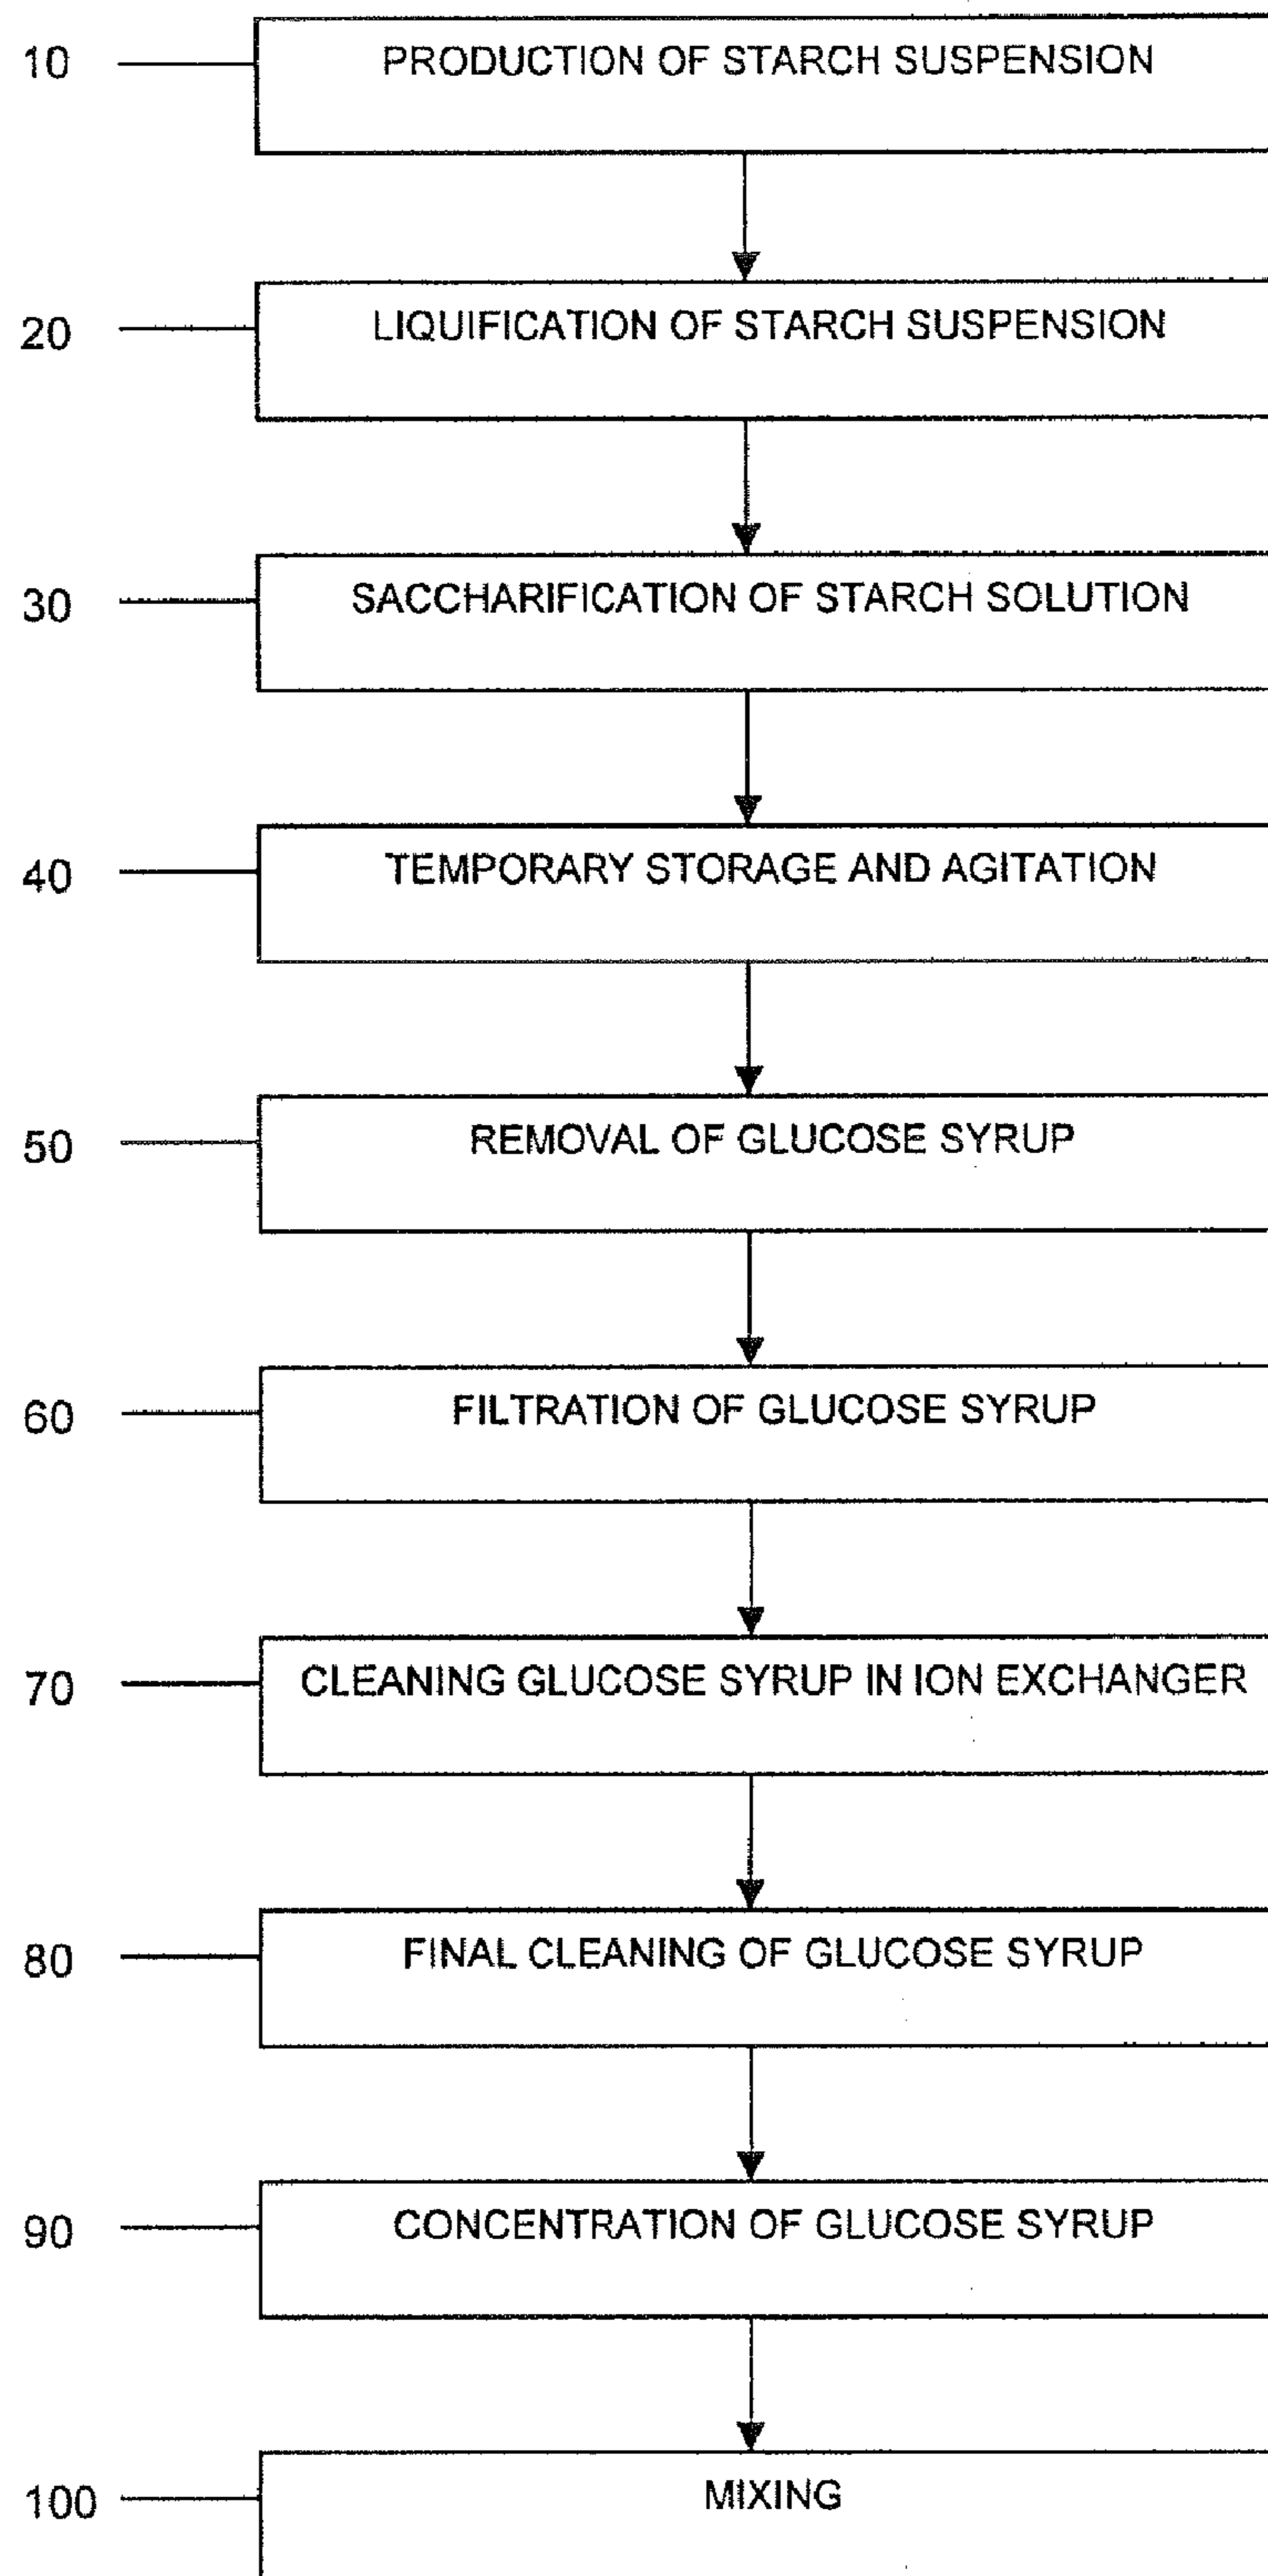 10 PRODUCTION OF STARCH SUSPENSION
20 LIQUIFICATION OF STARCH SUSPENSION
30 SACCHARIFICATION OF STARCH SOLUTION
40 TEMPORARY STORAGE AND AGITATION
50 REMOVAL OF GLUCOSE SYRUP
60 FILTRATION OF GLUCOSE SYRUP
70 CLEANING GLUCOSE SYRUP IN ION EXCHANGER
80 FINAL CLEANING OF GLUCOSE SYRUP
90 CONCENTRATION OF GLUCOSE SYRUP
100 MIXING